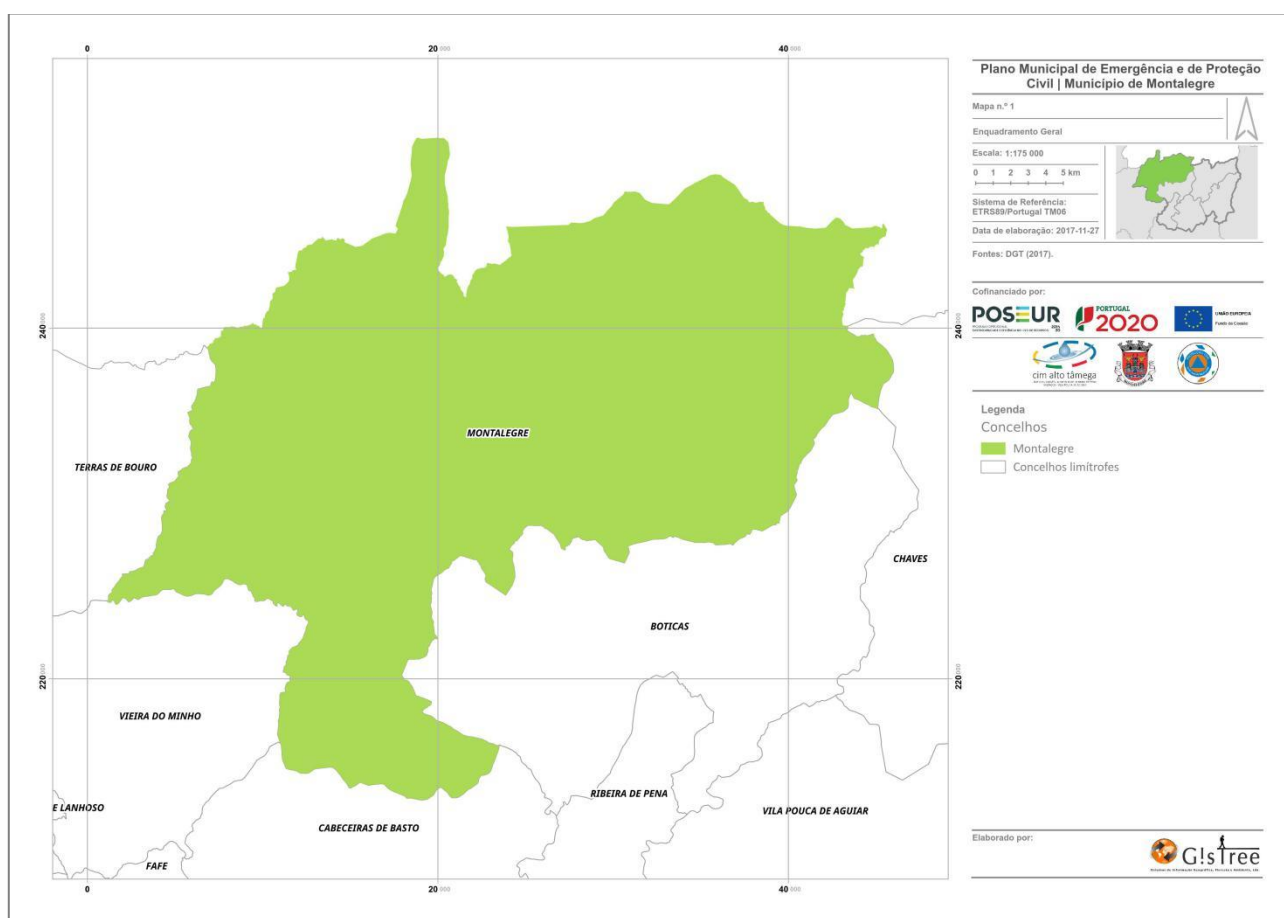 0
20 000
40 000
240 000
240 000
220 000
220 000
MONTALEGRE
TERRAS DE BOURO
CHAVES
BOTICAS
VIEIRA DO MINHO
RIBEIRA DE PENA
E LANHOSO
VILA POUCA DE AGUIAR
CABECEIRAS DE BASTO
FAFE
0
20 000
40 000
Plano Municipal de Emergência e de Proteção
Civil | Município de Montalegre
Mapa n.º 1
Enquadramento Geral
Escala: 1:175 000
0 1 2 3 4 5 km
Sistema de Referência:
ETRS89/Portugal TM06
Data de elaboração: 2017-11-27
Fontes: DGT (2017).
Cofinanciado por:
POSEUR
PORTUGAL
2020
UNIÃO EUROPEIA
Fundo de Coesão
cim alto tâmega
Legenda
Concelhos
Montalegre
Concelhos limítrofes
Elaborado por:
G!sTree